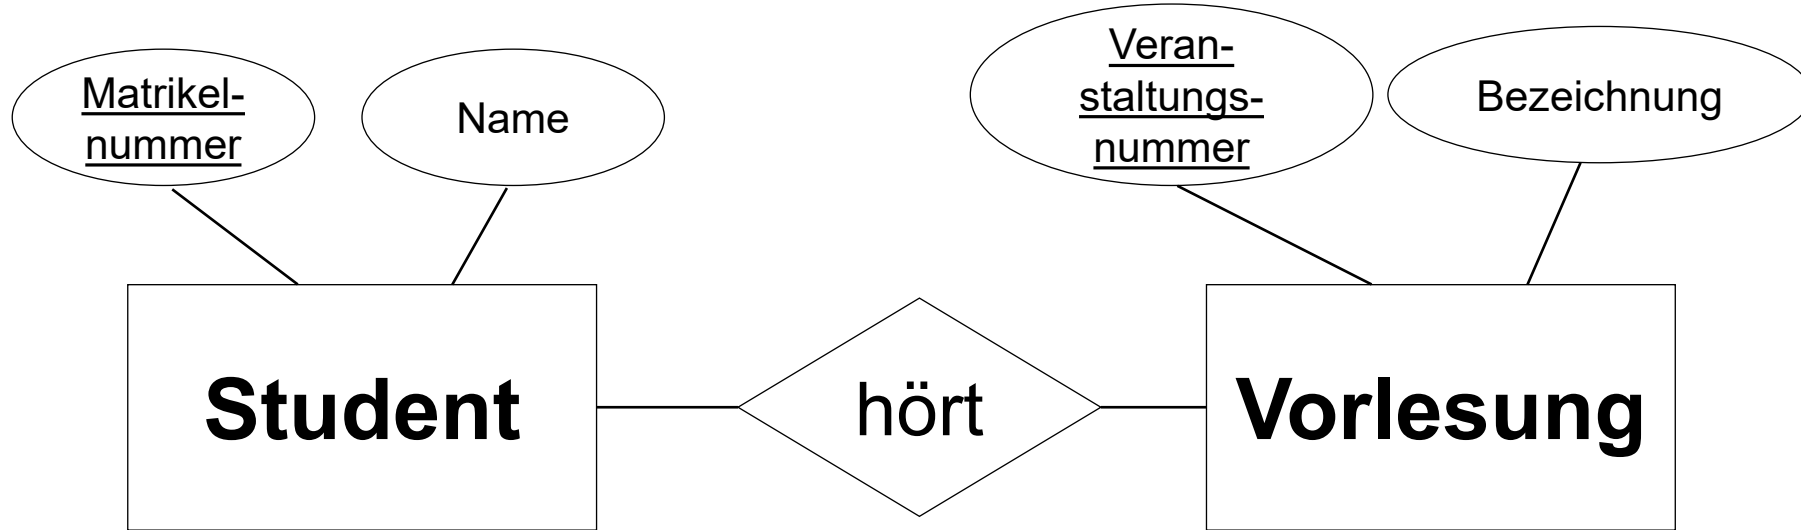 Matrikel-
nummer
Name
Veran-
staltungs-
nummer
Bezeichnung
Student
hört
Vorlesung